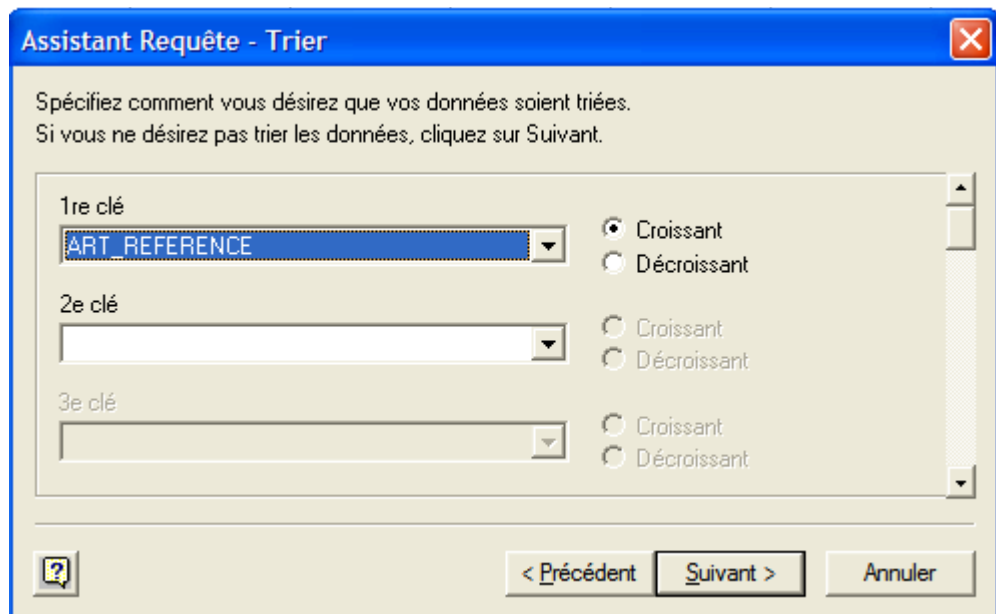 Assistant Requête - Trier
Spécifiez comment vous désirez que vos données soient triées.
Si vous ne désirez pas trier les données, cliquez sur Suivant.
1re clé
ART_REFERENCE
Croissant
Décroissant
2e clé
Croissant
Décroissant
3e clé
Croissant
Décroissant
?
< Précédent Suivant > Annuler